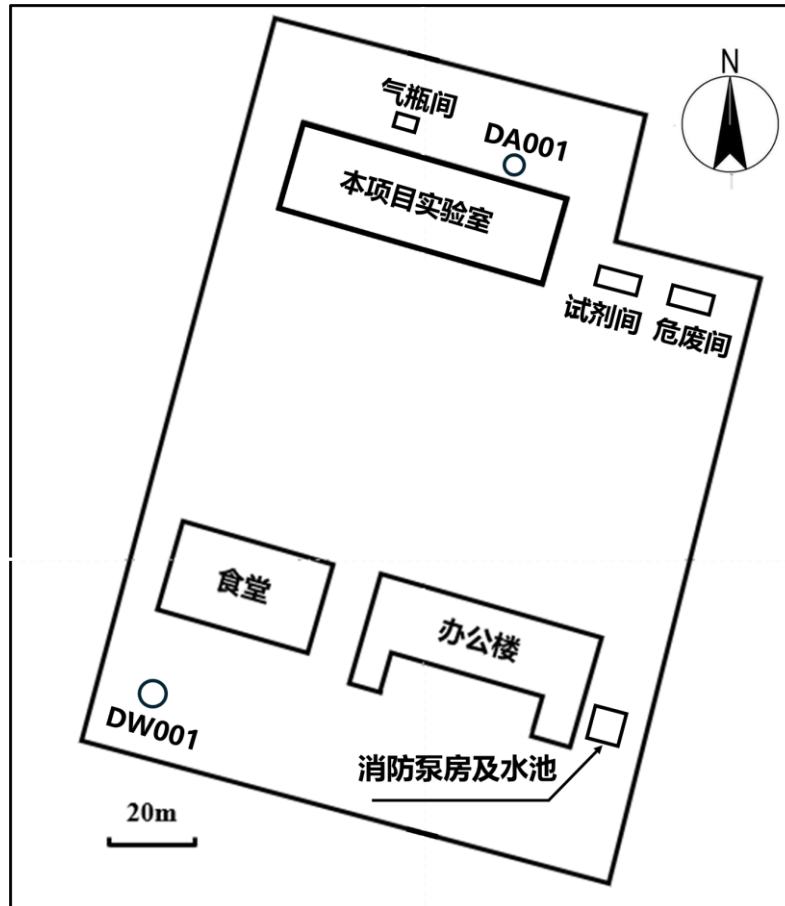 N
气瓶间
DA001
本项目实验室
试剂间
危废间
食堂
办公楼
DW001
消防泵房及水池
20m